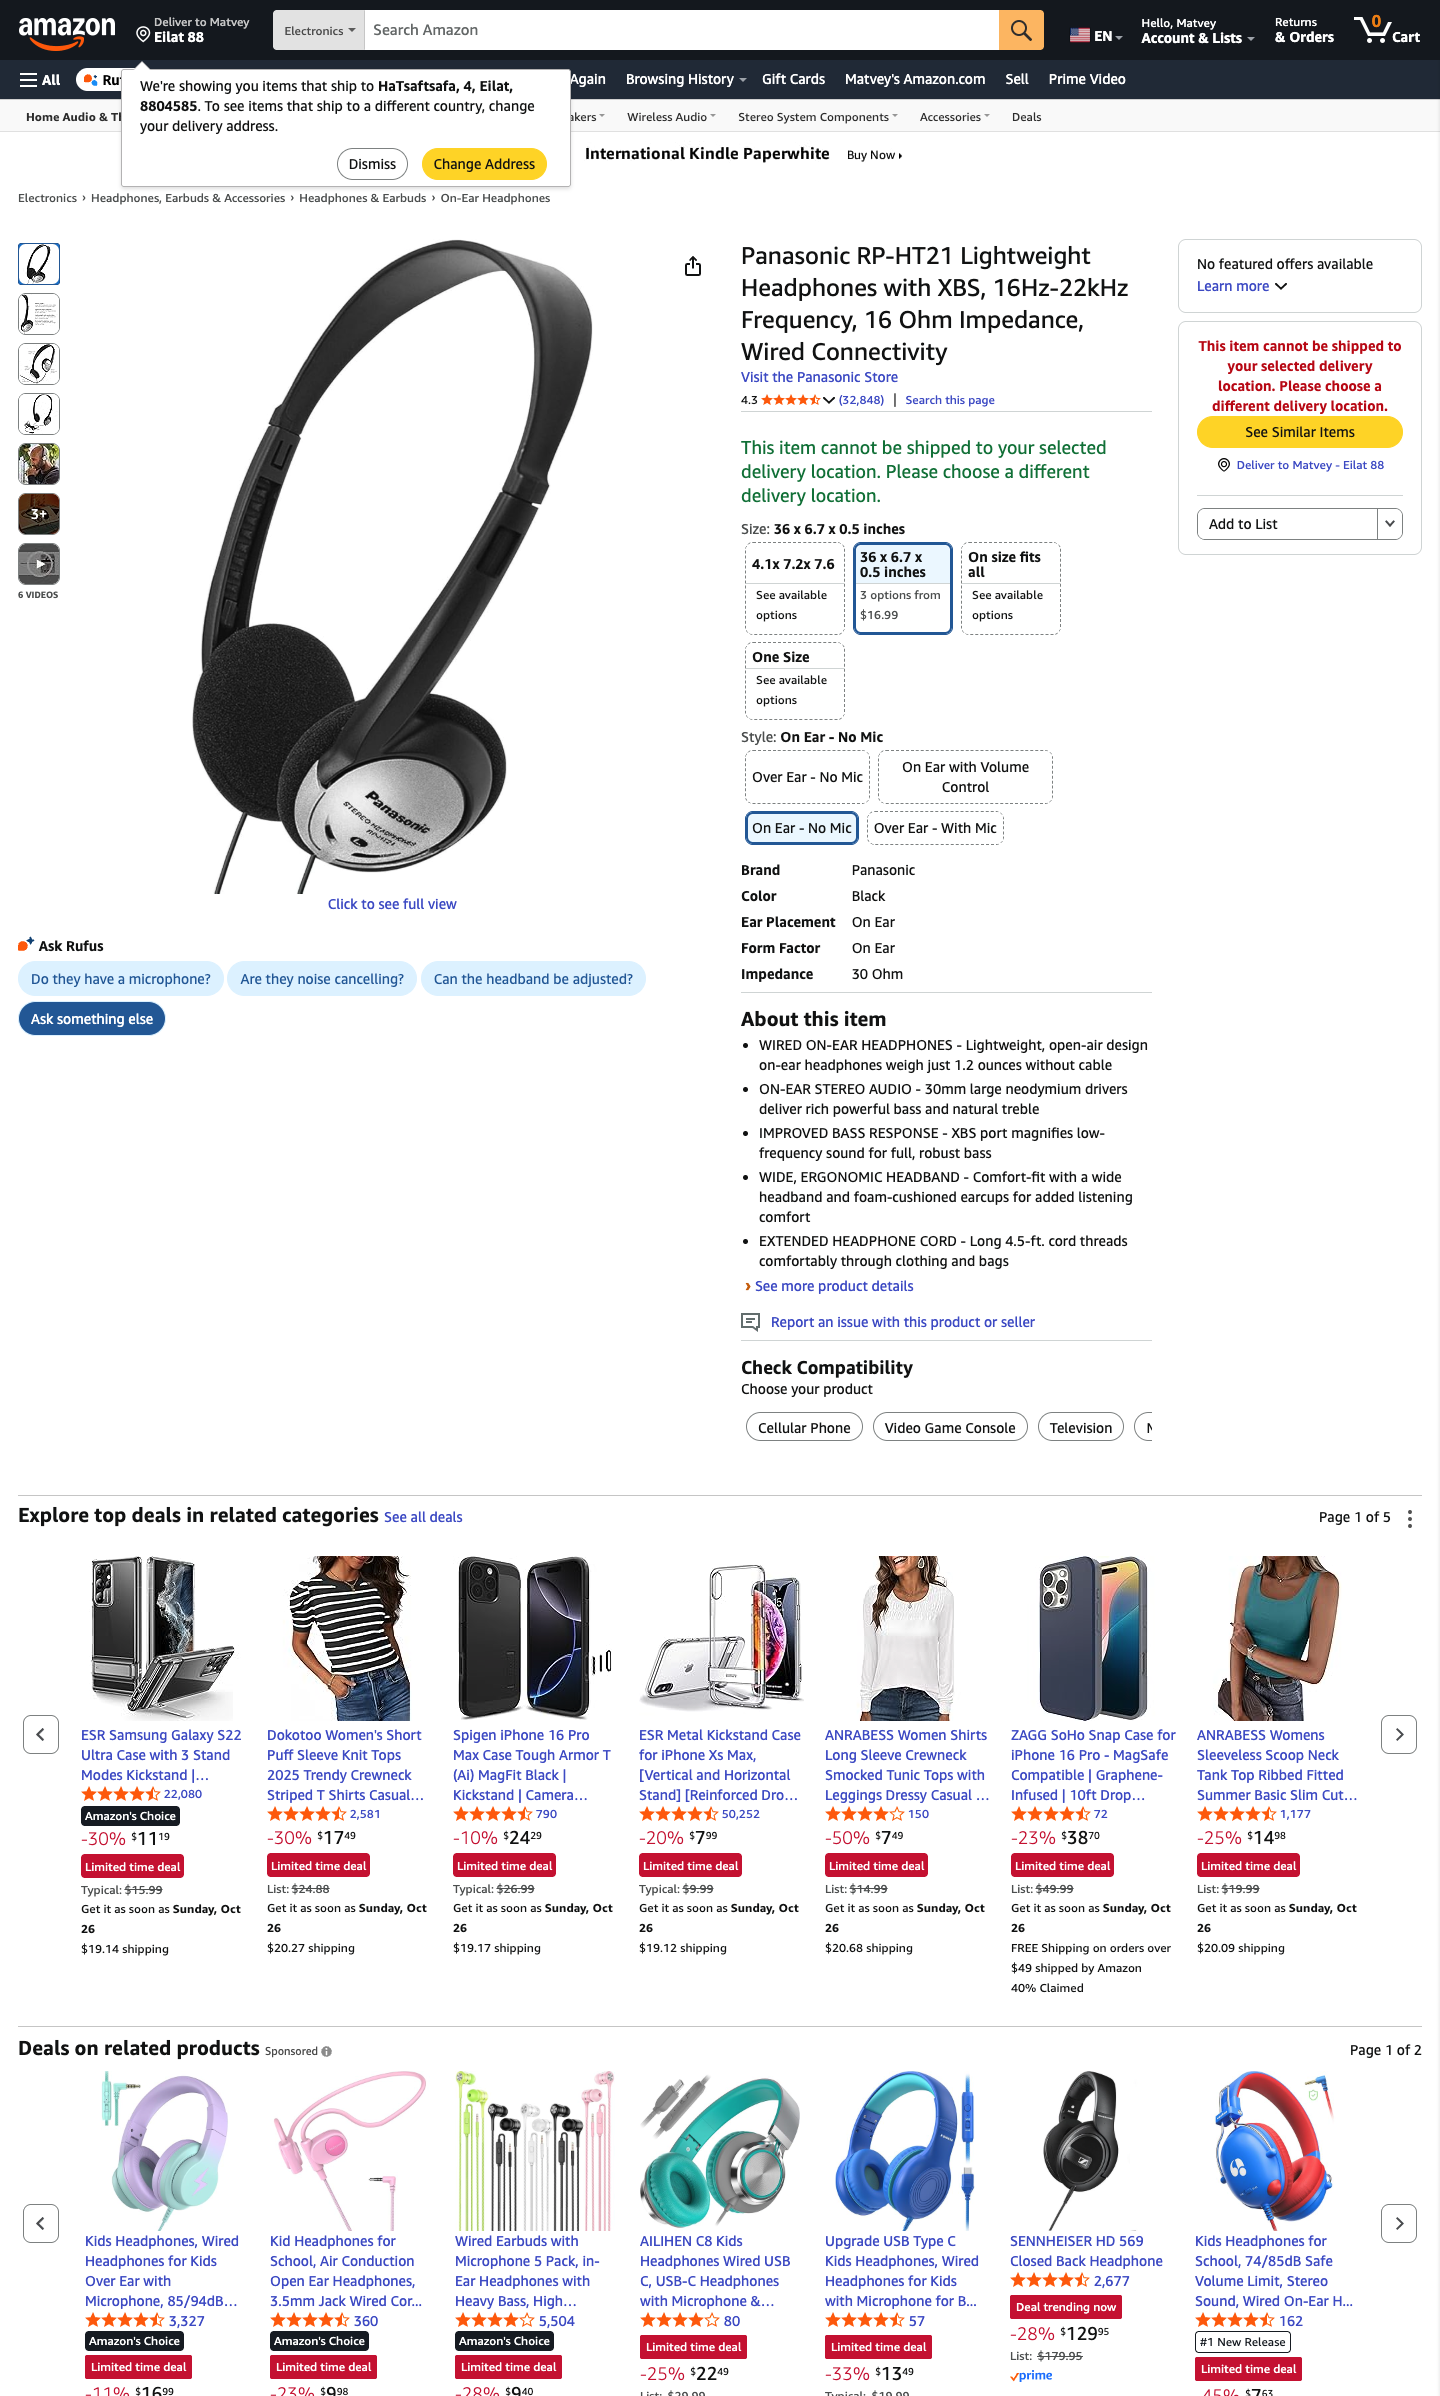 amazon
Deliver to Matvey
Eilat 88
Electronics
Search Amazon
EN
Hello, Matvey
Account & Lists
Returns
& Orders
0
Cart
All
Again
Browsing History
Gift Cards
Matvey's Amazon.com
Sell
Prime Video
We're showing you items that ship to HaTsaftsafa, 4, Eilat,
8804585. To see items that ship to a different country, change
your delivery address.
Dismiss
Change Address
Home Audio &
Wireless Audio
Stereo System Components
Accessories
Deals
International Kindle Paperwhite
Buy Now
Electronics › Headphones, Earbuds & Accessories › Headphones & Earbuds › On-Ear Headphones
3+
6 VIDEOS
Panasonic
STEREO HEADPHONES
RP-HT21
L
Click to see full view
Ask Rufus
Do they have a microphone?
Are they noise cancelling?
Can the headband be adjusted?
Ask something else
Panasonic RP-HT21 Lightweight
Headphones with XBS, 16Hz-22kHz
Frequency, 16 Ohm Impedance,
Wired Connectivity
Visit the Panasonic Store
4.3 (32,848) | Search this page
This item cannot be shipped to your selected
delivery location. Please choose a different
delivery location.
Size: 36 x 6.7 x 0.5 inches
4.1x 7.2x 7.6
See available
options
36 x 6.7 x
0.5 inches
3 options from
$16.99
On size fits
all
See available
options
One Size
See available
options
Style: On Ear - No Mic
Over Ear - No Mic
On Ear with Volume
Control
On Ear - No Mic
Over Ear - With Mic
Brand Panasonic
Color Black
Ear Placement On Ear
Form Factor On Ear
Impedance 30 Ohm
About this item
• WIRED ON-EAR HEADPHONES - Lightweight, open-air design
on-ear headphones weigh just 1.2 ounces without cable
• ON-EAR STEREO AUDIO - 30mm large neodymium drivers
deliver rich powerful bass and natural treble
• IMPROVED BASS RESPONSE - XBS port magnifies low-
frequency sound for full, robust bass
• WIDE, ERGONOMIC HEADBAND - Comfort-fit with a wide
headband and foam-cushioned earcups for added listening
comfort
• EXTENDED HEADPHONE CORD - Long 4.5-ft. cord threads
comfortably through clothing and bags
› See more product details
Report an issue with this product or seller
Check Compatibility
Choose your product
Cellular Phone
Video Game Console
Television
No featured offers available
Learn more
This item cannot be shipped to
your selected delivery
location. Please choose a
different delivery location.
See Similar Items
Deliver to Matvey - Eilat 88
Add to List
Explore top deals in related categories See all deals
Page 1 of 5
ESR Samsung Galaxy S22
Ultra Case with 3 Stand
Modes Kickstand |...
22,080
Amazon's Choice
-30% $11 19
Limited time deal
Typical: $15.99
Get it as soon as Sunday, Oct
26
$19.14 shipping
Dokotoo Women's Short
Puff Sleeve Knit Tops
2025 Trendy Crewneck
Striped T Shirts Casual...
2,581
-30% $17 49
Limited time deal
List: $24.88
Get it as soon as Sunday, Oct
26
$20.27 shipping
Spigen iPhone 16 Pro
Max Case Tough Armor T
(Ai) MagFit Black |
Kickstand | Camera...
790
-10% $24 29
Limited time deal
Typical: $26.99
Get it as soon as Sunday, Oct
26
$19.17 shipping
ESR Metal Kickstand Case
for iPhone Xs Max,
[Vertical and Horizontal
Stand] [Reinforced Dro...
50,252
-20% $7 99
Limited time deal
Typical: $9.99
Get it as soon as Sunday, Oct
26
$19.12 shipping
ANRABESS Women Shirts
Long Sleeve Crewneck
Smocked Tunic Tops with
Leggings Dressy Casual ...
150
-50% $7 49
Limited time deal
List: $14.99
Get it as soon as Sunday, Oct
26
$20.68 shipping
ZAGG SoHo Snap Case for
iPhone 16 Pro - MagSafe
Compatible | Graphene-
Infused | 10ft Drop...
72
-23% $38 70
Limited time deal
List: $49.99
Get it as soon as Sunday, Oct
26
FREE Shipping on orders over
$49 shipped by Amazon
40% Claimed
ANRABESS Womens
Sleeveless Scoop Neck
Tank Top Ribbed Fitted
Summer Basic Slim Cut...
1,177
-25% $14 98
Limited time deal
List: $19.99
Get it as soon as Sunday, Oct
26
$20.09 shipping
Deals on related products Sponsored
Page 1 of 2
Kids Headphones, Wired
Headphones for Kids
Over Ear with
Microphone, 85/94dB...
3,327
Amazon's Choice
Limited time deal
-11% $16 99
Kid Headphones for
School, Air Conduction
Open Ear Headphones,
3.5mm Jack Wired Cor...
360
Amazon's Choice
Limited time deal
-23% $9 98
Wired Earbuds with
Microphone 5 Pack, in-
Ear Headphones with
Heavy Bass, High...
5,504
Amazon's Choice
Limited time deal
-28% $9 40
AILIHEN C8 Kids
Headphones Wired USB
C, USB-C Headphones
with Microphone &...
80
Limited time deal
-25% $22 49
List: $29.99
Upgrade USB Type C
Kids Headphones, Wired
Headphones for Kids
with Microphone for B...
57
Limited time deal
-33% $13 49
Typical: $19.99
SENNHEISER HD 569
Closed Back Headphone
2,677
Deal trending now
-28% $129 95
List: $179.95
prime
Kids Headphones for
School, 74/85dB Safe
Volume Limit, Stereo
Sound, Wired On-Ear H...
162
#1 New Release
Limited time deal
-45% $7 63